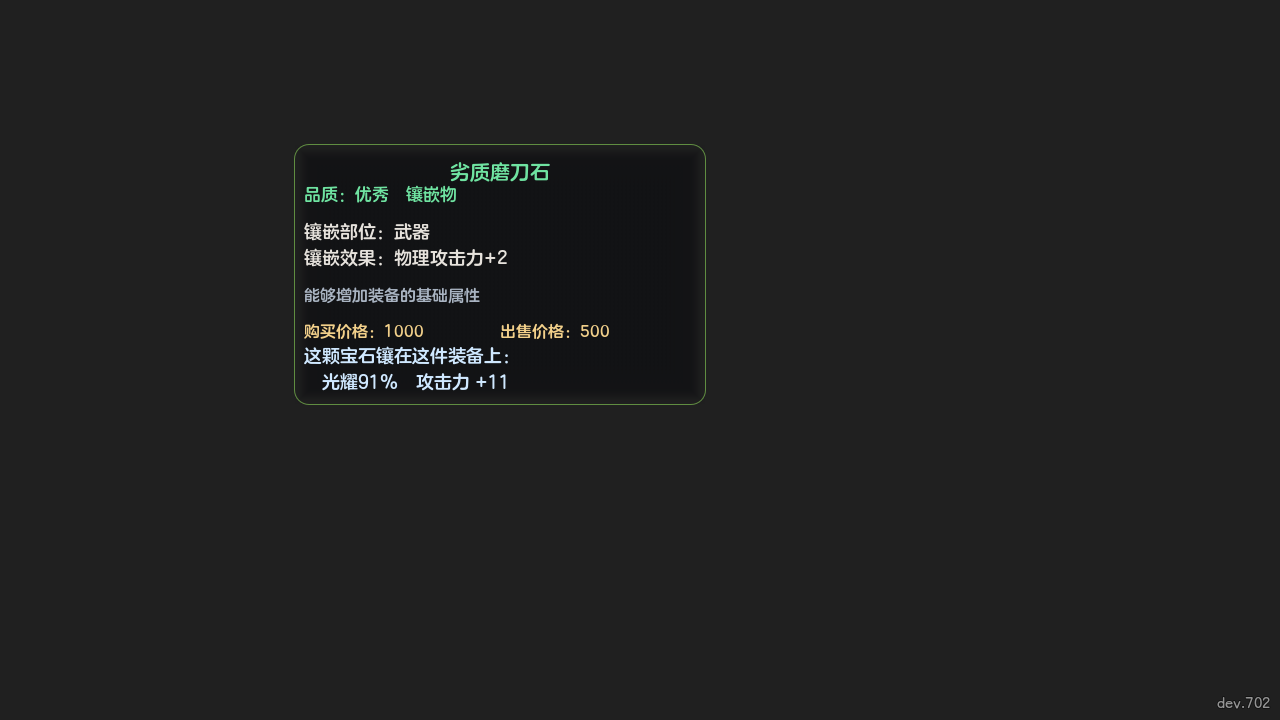 劣质磨刀石
品质：优秀　镶嵌物
镶嵌部位：武器
镶嵌效果：物理攻击力+2
能够增加装备的基础属性
购买价格：1000　出售价格：500
这颗宝石镶在这件装备上：
光耀91%　攻击力 +11
dev.702